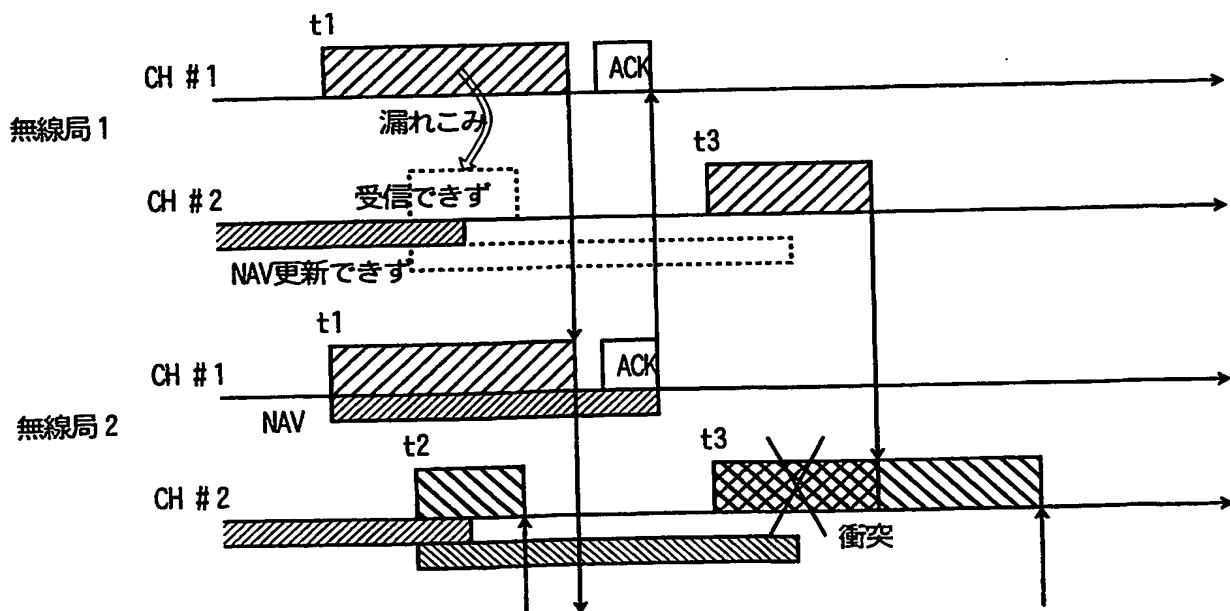 t1
CH #1
ACK
漏れこみ
無線局1
t3
受信できず
CH #2
NAV更新できず
t1
CH #1
ACK
NAV
無線局2
t2
t3
CH #2
衝突